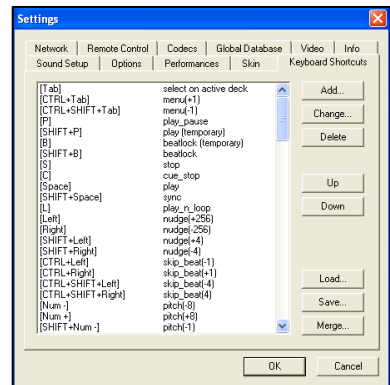 Settings
Network Remote Control Codecs Global Database Video Info
Sound Setup Options Performances Skin Keyboard Shortcuts
[Tab] select on active deck
[CTRL+Tab] menu(+1)
[CTRL+SHIFT+Tab] menu(-1)
[P] play_pause
[SHIFT+P] play (temporary)
[B] beatlock (temporary)
[SHIFT+B] beatlock
[S] stop
[C] cue_stop
[Space] play
[SHIFT+Space] sync
[L] play_n_loop
[Left] nudge(+256)
[Right] nudge(-256)
[SHIFT+Left] nudge(+4)
[SHIFT+Right] nudge(-4)
[CTRL+Left] skip_beat(-1)
[CTRL+Right] skip_beat(+1)
[CTRL+SHIFT+Left] skip_beat(-4)
[CTRL+SHIFT+Right] skip_beat(4)
[Num -] pitch(-8)
[Num +] pitch(+8)
[SHIFT+Num -] pitch(-1)
Add...
Change...
Delete
Up
Down
Load...
Save...
Merge...
OK Cancel